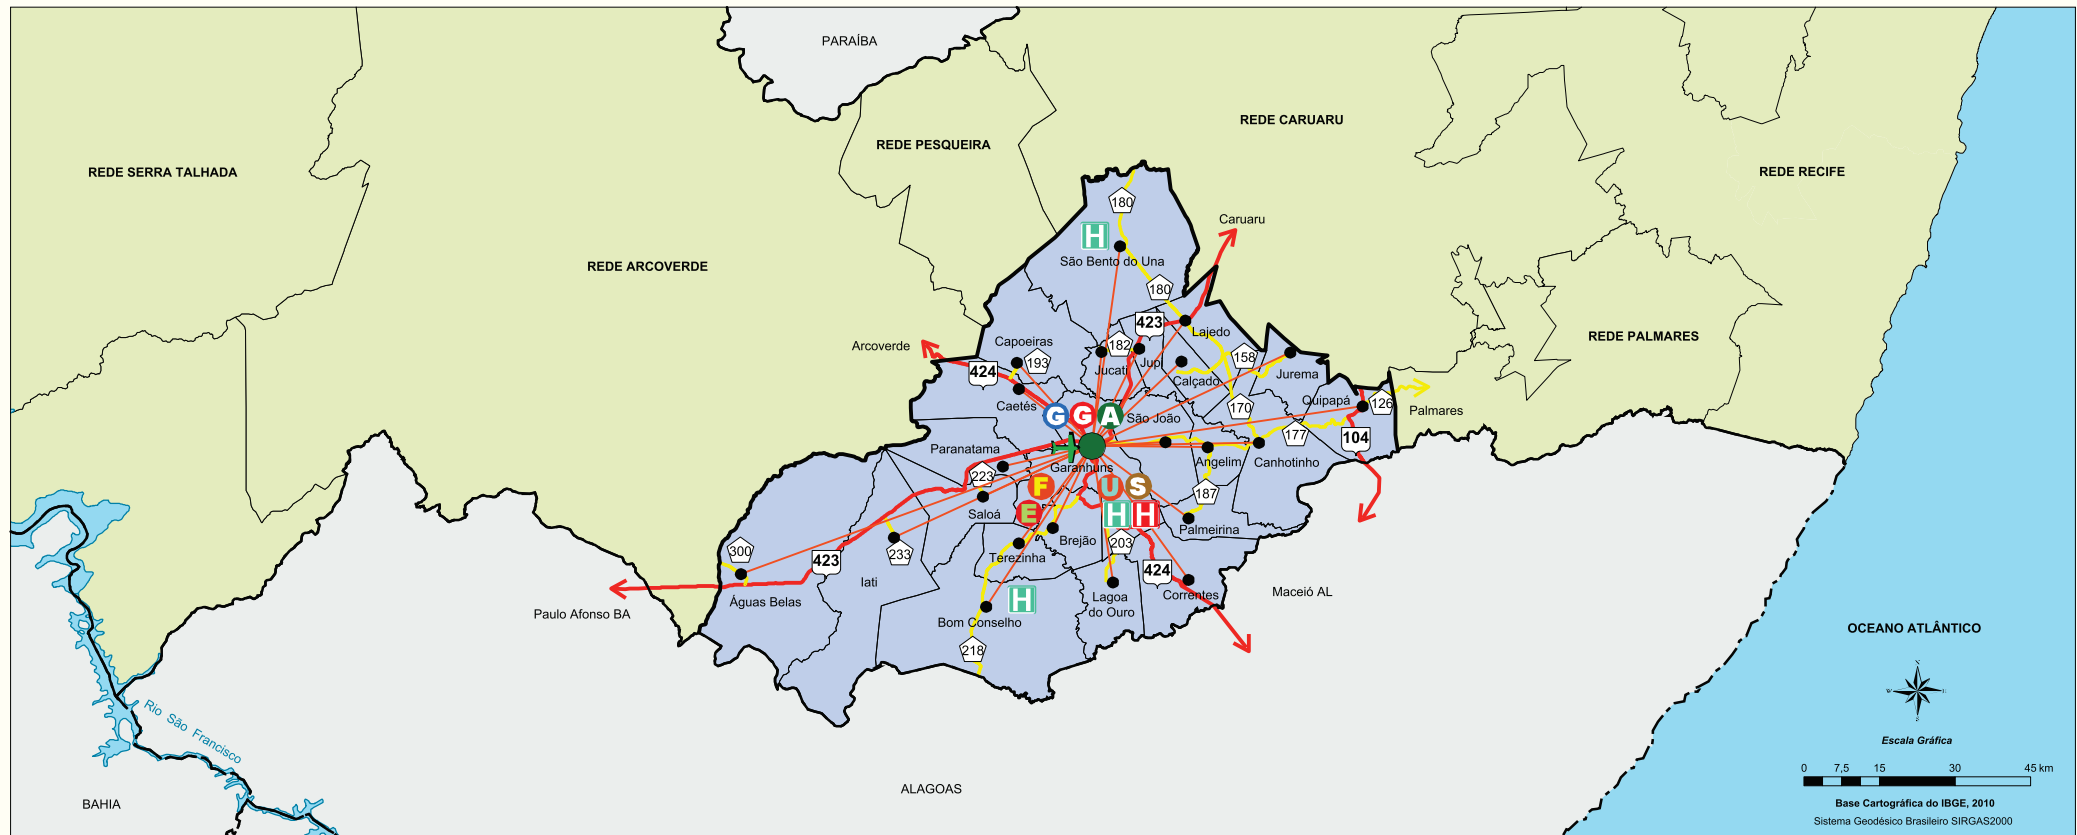 PARAÍBA
REDE CARUARU
REDE PESQUEIRA
REDE SERRA TALHADA
REDE RECIFE
180
Caruaru
H
São Bento do Una
REDE ARCOVERDE
180
423
Lajedo
REDE PALMARES
Arcoverde
Capoeiras
182
193
Jucati
Jupi
158
424
Calçado
Jurema
Caetés
Quipapá
126
Palmares
170
G
G
A
São João
177
104
Paranatama
Garanhuns
Angelim
Canhotinho
223
F
U
S
187
Saloá
E
H
H
Palmeirina
Brejão
203
300
233
Terezinha
423
424
Iati
Correntes
Maceió AL
Águas Belas
H
Lagoa
do Ouro
Paulo Afonso BA
Bom Conselho
218
OCEANO ATLÂNTICO
N
W
E
S
Rio São Francisco
Escala Gráfica
0 7,5 15 30 45 km
BAHIA
ALAGOAS
Base Cartográfica do IBGE, 2010
Sistema Geodésico Brasileiro SIRGAS2000